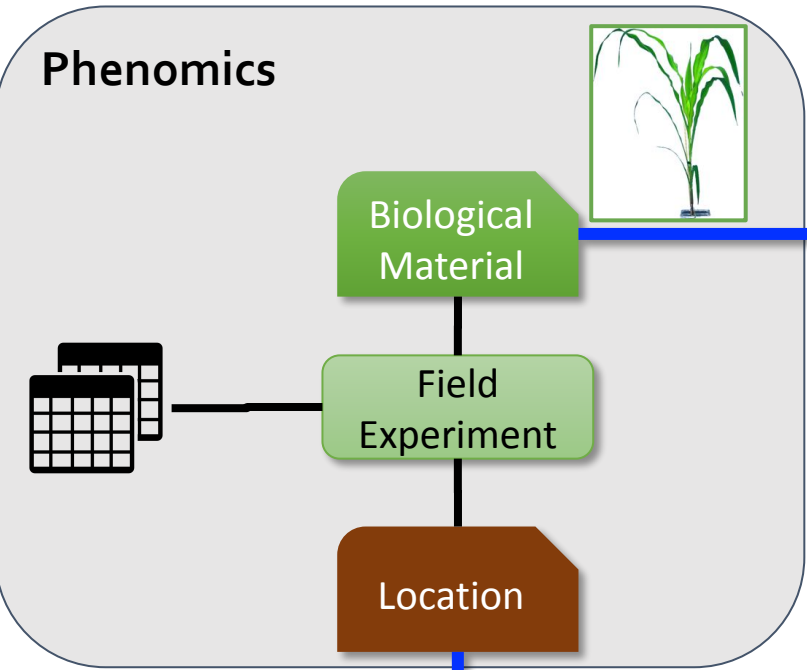 Phenomics
Biological
Material
Field
Experiment
Location